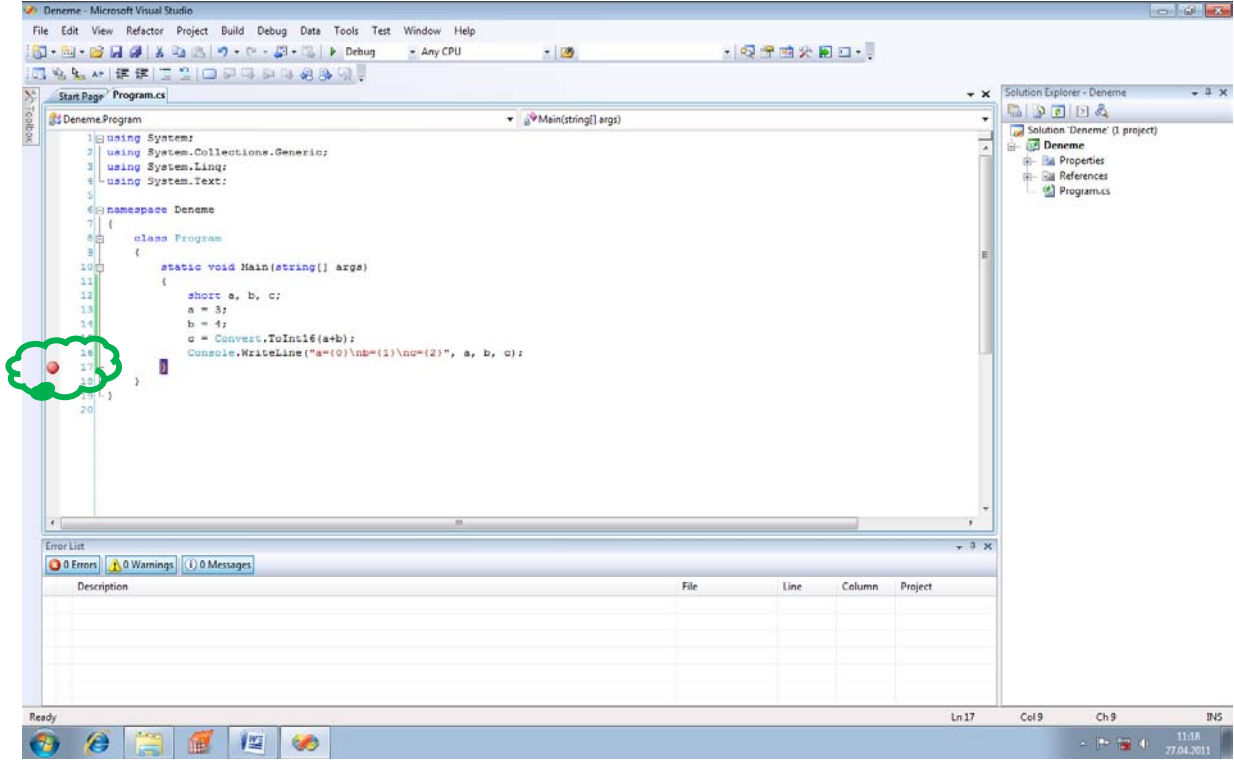 Deneme - Microsoft Visual Studio
File Edit View Refactor Project Build Debug Data Tools Test Window Help
Debug Any CPU
Toolbox
Start Page Program.cs
Deneme.Program Main(string[] args)
1 using System;
2 using System.Collections.Generic;
3 using System.Linq;
4 using System.Text;
5
6 namespace Deneme
7 {
8 class Program
9 {
10 static void Main(string[] args)
11 {
12 short a, b, c;
13 a = 3;
14 b = 4;
c = Convert.ToInt16(a+b);
16 Console.WriteLine("a={0}\nb={1}\nc={2}", a, b, c);
17 }
18 }
19 }
20
Solution Explorer - Deneme
Solution 'Deneme' (1 project)
Deneme
Properties
References
Program.cs
Error List
0 Errors 0 Warnings 0 Messages
Description File Line Column Project
Ready Ln 17 Col 9 Ch 9 INS
11:18
27.04.2011